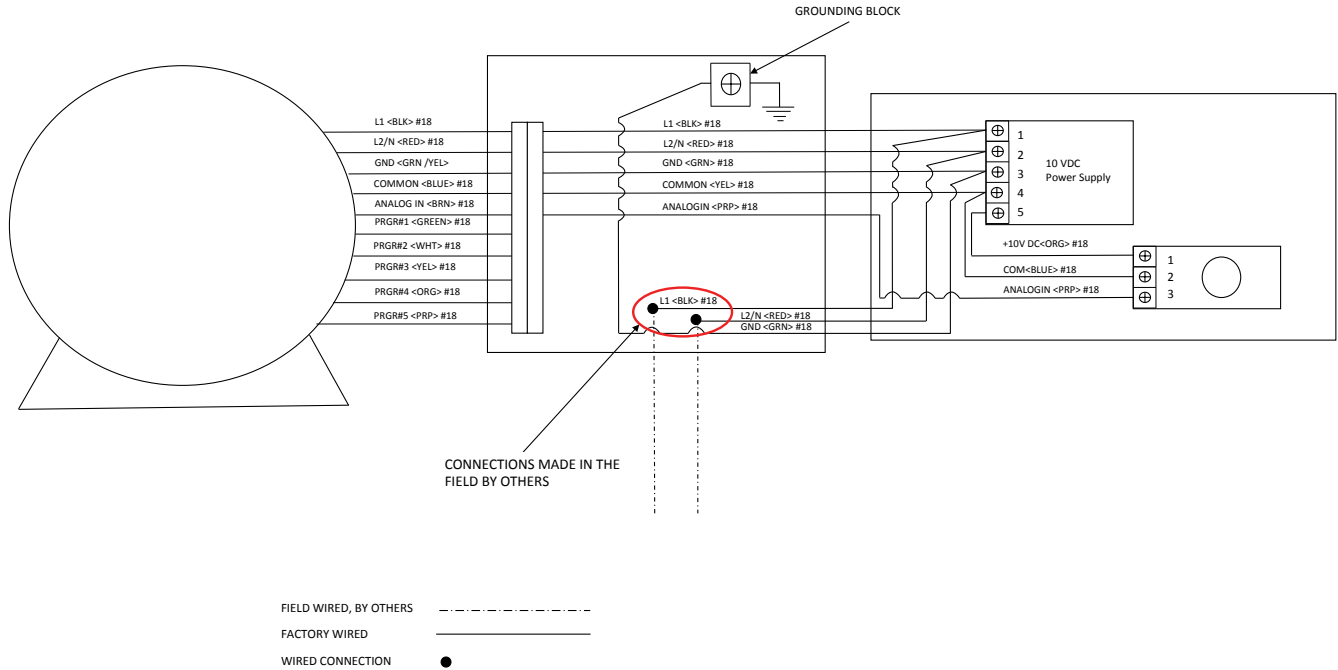 GROUNDING BLOCK
L1 <BLK> #18
L2/N <RED> #18
GND <GRN /YEL>
COMMON <BLUE> #18
ANALOG IN <BRN> #18
PRGR#1 <GREEN> #18
PRGR#2 <WHT> #18
PRGR#3 <YEL> #18
PRGR#4 <ORG> #18
PRGR#5 <PRP> #18
L1 <BLK> #18
L2/N <RED> #18
GND <GRN> #18
COMMON <YEL> #18
ANALOGIN <PRP> #18
1
2
3
4
5
10 VDC
Power Supply
+10V DC<ORG> #18
COM<BLUE> #18
ANALOGIN <PRP> #18
1
2
3
L1 <BLK> #18
L2/N <RED> #18
GND <GRN> #18
CONNECTIONS MADE IN THE
FIELD BY OTHERS
FIELD WIRED, BY OTHERS
FACTORY WIRED
WIRED CONNECTION